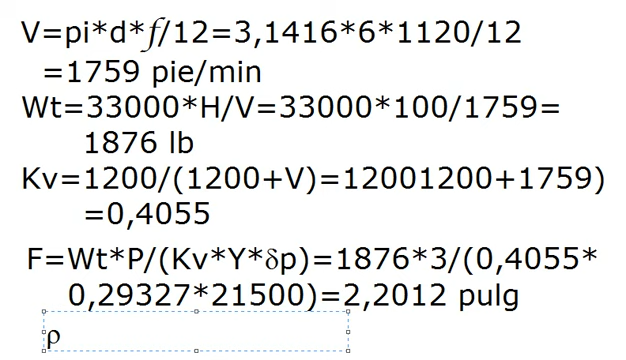 V=pi*d*f/12=3,1416*6*1120/12
=1759 pie/min
Wt=33000*H/V=33000*100/1759=
1876 lb
Kv=1200/(1200+V)=12001200+1759)
=0,4055
F=Wt*P/(Kv*Y*δp)=1876*3/(0,4055*
0,29327*21500)=2,2012 pulg
ρ